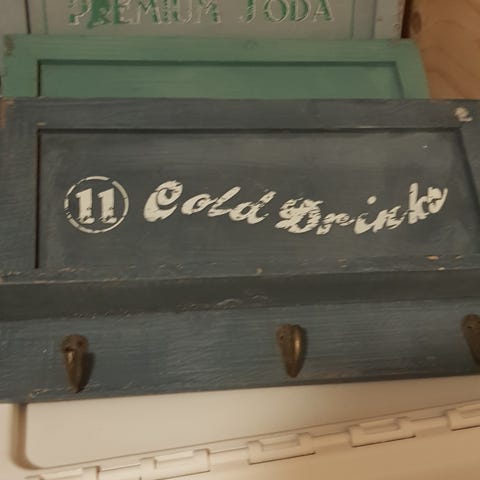 PREMIUM SODA
11 Cold Drinks